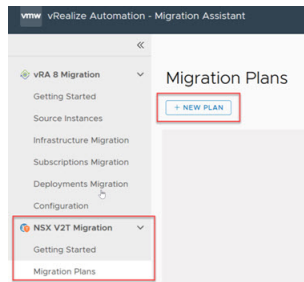 vmw vRealize Automation - Migration Assistant
«
vRA 8 Migration
Getting Started
Source Instances
Infrastructure Migration
Subscriptions Migration
Deployments Migration
Configuration
NSX V2T Migration
Getting Started
Migration Plans
Migration Plans
+ NEW PLAN